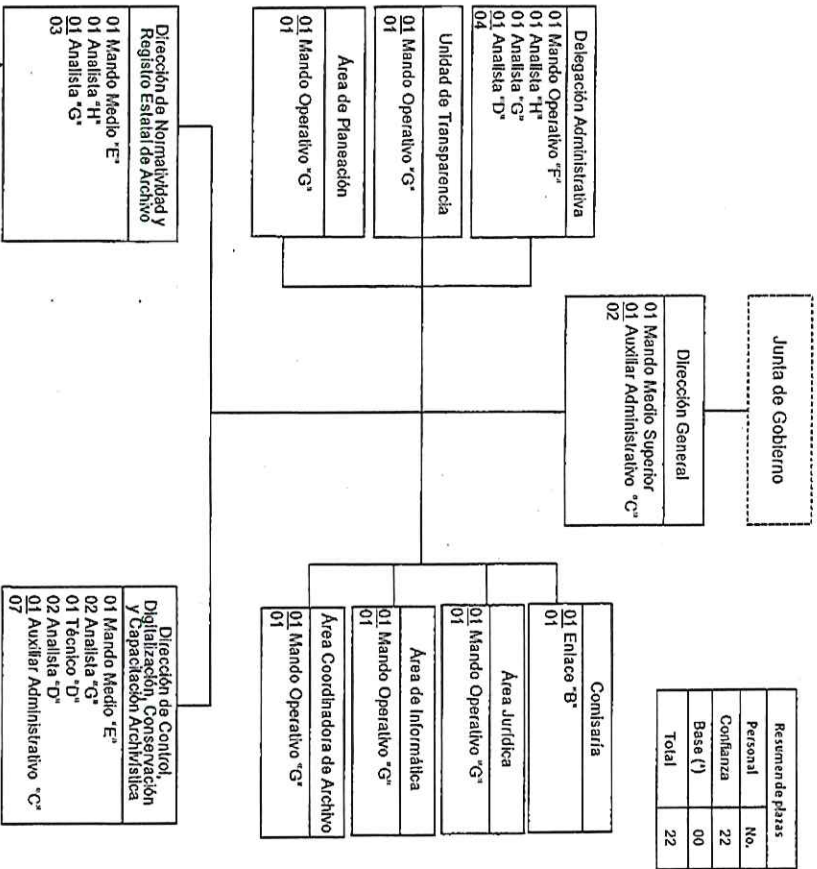 Junta de Gobierno
Resumen de plazas
Personal No.
Confianza 22
Base (*) 00
Total 22
Dirección General
01 Mando Medio Superior
01 Auxiliar Administrativo "C"
02
Delegación Administrativa
01 Mando Operativo "F"
01 Analista "H"
01 Analista "G"
01 Analista "D"
04
Unidad de Transparencia
01 Mando Operativo "G"
01
Área de Planeación
01 Mando Operativo "G"
01
Comisaría
01 Enlace "B"
01
Área Jurídica
01 Mando Operativo "G"
01
Área de Informática
01 Mando Operativo "G"
01
Área Coordinadora de Archivo
01 Mando Operativo "G"
01
Dirección de Normatividad y
Registro Estatal de Archivo
01 Mando Medio "E"
01 Analista "H"
01 Analista "G"
03
Dirección de Control,
Digitalización, Conservación
y Capacitación Archivística
01 Mando Medio "E"
02 Analista "G"
01 Técnico "D"
02 Analista "D"
01 Auxiliar Administrativo "C"
07